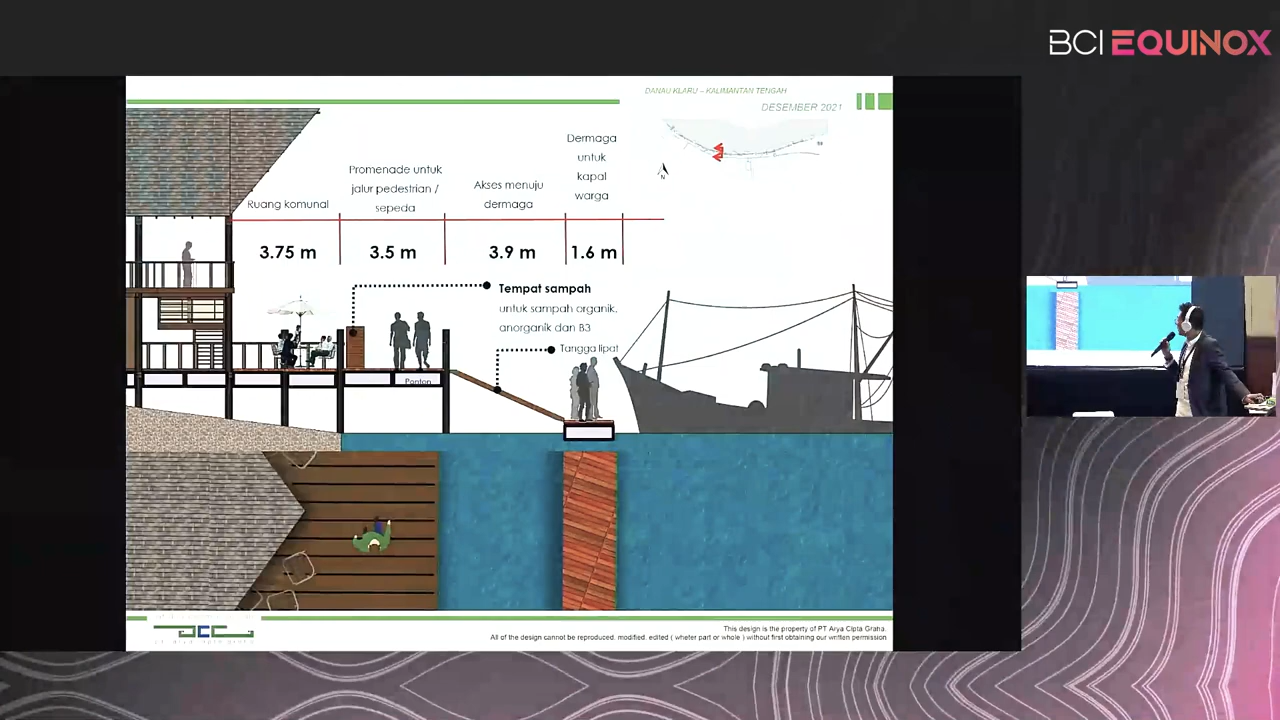 BCI EQUINOX
DANAU KLARU – KALIMANTAN TENGAH
DESEMBER 2021
Ruang komunal
Promenade untuk
jalur pedestrian /
sepeda
Akses menuju
dermaga
Dermaga
untuk
kapal
warga
3.75 m
3.5 m
3.9 m
1.6 m
Tempat sampah
untuk sampah organik,
anorganik dan B3
Tangga lipat
Ponton
N
This design is the property of PT Arya Cipta Graha.
All of the design cannot be reproduced, modified, edited ( wheter part or whole ) without first obtaining our written permission